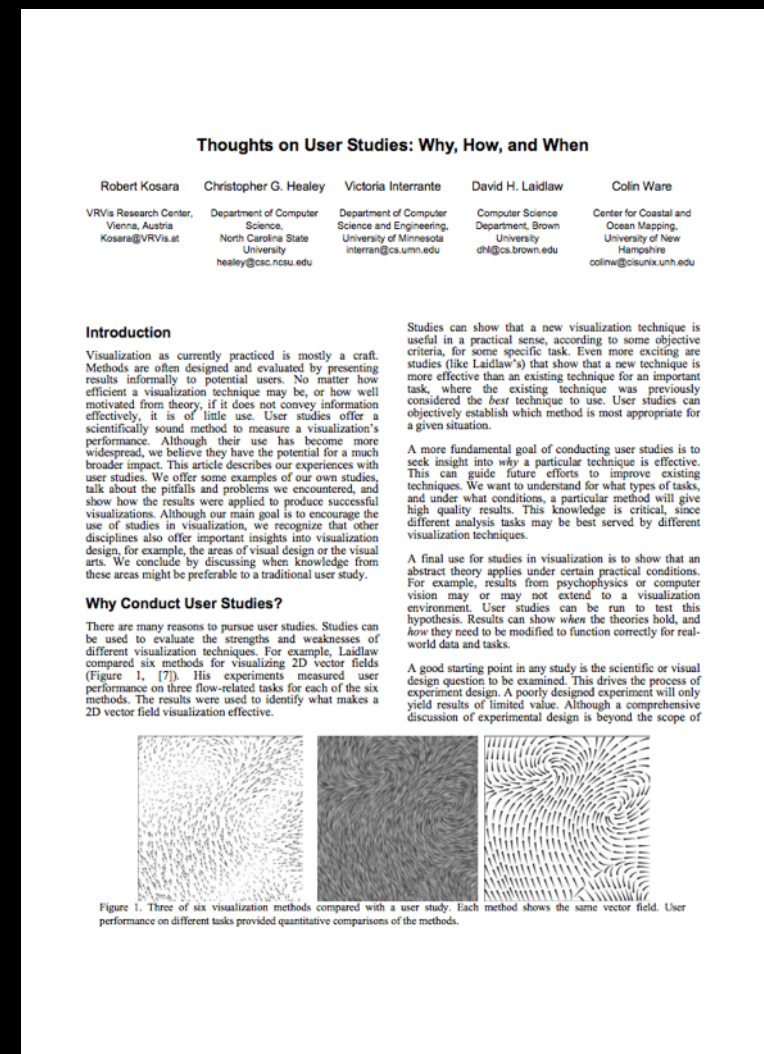 Thoughts on User Studies: Why, How, and When
Robert Kosara
VRVis Research Center,
Vienna, Austria
Kosara@VRVis.at
Christopher G. Healey
Department of Computer
Science,
North Carolina State
University
healey@csc.ncsu.edu
Victoria Interrante
Department of Computer
Science and Engineering,
University of Minnesota
interran@cs.umn.edu
David H. Laidlaw
Computer Science
Department, Brown
University
dhl@cs.brown.edu
Colin Ware
Center for Coastal and
Ocean Mapping,
University of New
Hampshire
colinw@cisunix.unh.edu
Introduction
Visualization as currently practiced is mostly a craft.
Methods are often designed and evaluated by presenting
results informally to potential users. No matter how
efficient a visualization technique may be, or how well
motivated from theory, if it does not convey information
effectively, it is of little use. User studies offer a
scientifically sound method to measure a visualization's
performance. Although their use has become more
widespread, we believe they have the potential for a much
broader impact. This article describes our experiences with
user studies. We offer some examples of our own studies,
talk about the pitfalls and problems we encountered, and
show how the results were applied to produce successful
visualizations. Although our main goal is to encourage the
use of studies in visualization, we recognize that other
disciplines also offer important insights into visualization
design, for example, the areas of visual design or the visual
arts. We conclude by discussing when knowledge from
these areas might be preferable to a traditional user study.
Why Conduct User Studies?
There are many reasons to pursue user studies. Studies can
be used to evaluate the strengths and weaknesses of
different visualization techniques. For example, Laidlaw
compared six methods for visualizing 2D vector fields
(Figure 1, [7]). His experiments measured user
performance on three flow-related tasks for each of the six
methods. The results were used to identify what makes a
2D vector field visualization effective.
Studies can show that a new visualization technique is
useful in a practical sense, according to some objective
criteria, for some specific task. Even more exciting are
studies (like Laidlaw's) that show that a new technique is
more effective than an existing technique for an important
task, where the existing technique was previously
considered the best technique to use. User studies can
objectively establish which method is most appropriate for
a given situation.
A more fundamental goal of conducting user studies is to
seek insight into why a particular technique is effective.
This can guide future efforts to improve existing
techniques. We want to understand for what types of tasks,
and under what conditions, a particular method will give
high quality results. This knowledge is critical, since
different analysis tasks may be best served by different
visualization techniques.
A final use for studies in visualization is to show that an
abstract theory applies under certain practical conditions.
For example, results from psychophysics or computer
vision may or may not extend to a visualization
environment. User studies can be run to test this
hypothesis. Results can show when the theories hold, and
how they need to be modified to function correctly for real-
world data and tasks.
A good starting point in any study is the scientific or visual
design question to be examined. This drives the process of
experiment design. A poorly designed experiment will only
yield results of limited value. Although a comprehensive
discussion of experimental design is beyond the scope of
Figure 1. Three of six visualization methods compared with a user study. Each method shows the same vector field. User
performance on different tasks provided quantitative comparisons of the methods.